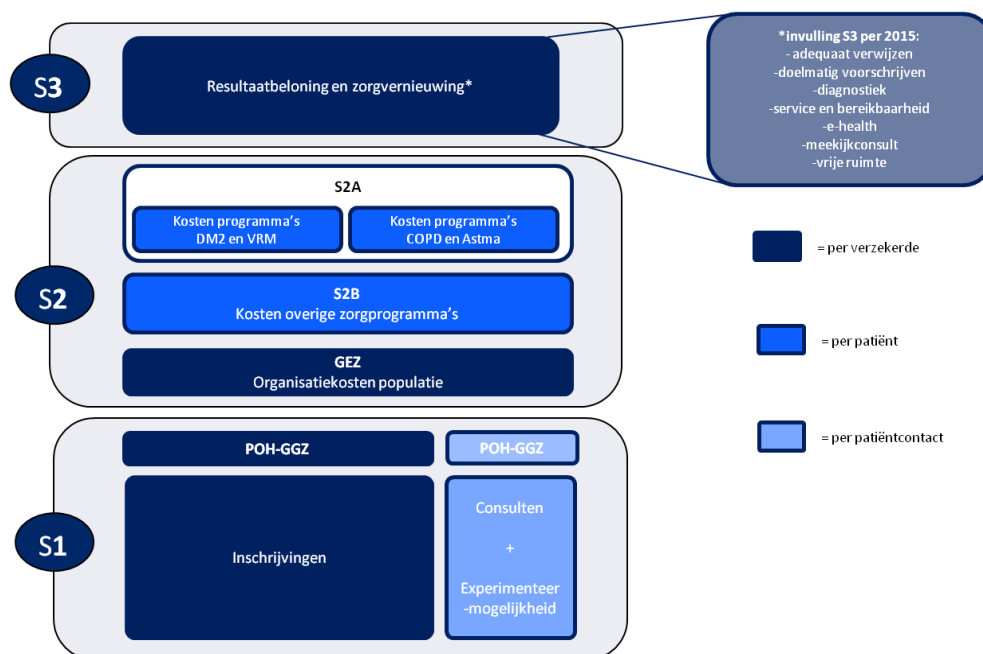 S3
Resultaatbeloning en zorgvernieuwing*
*invulling S3 per 2015:
- adequaat verwijzen
-doelmatig voorschrijven
-diagnostiek
-service en bereikbaarheid
-e-health
-meekijkconsult
-vrije ruimte
S2
S2A
Kosten programma's
DM2 en VRM
Kosten programma's
COPD en Astma
S2B
Kosten overige zorgprogramma's
GEZ
Organisatiekosten populatie
= per verzekerde
= per patiënt
= per patiëntcontact
S1
POH-GGZ
POH-GGZ
Inschrijvingen
Consulten
+
Experimenteer
-mogelijkheid